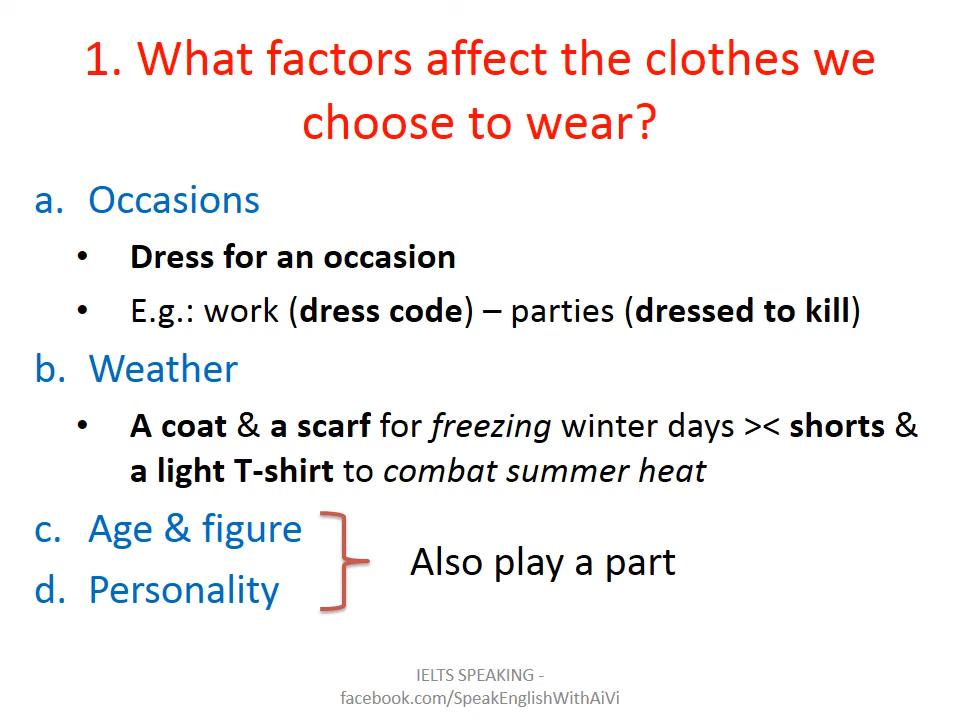 1. What factors affect the clothes we
choose to wear?
a. Occasions
• Dress for an occasion
• E.g.: work (dress code) – parties (dressed to kill)
b. Weather
• A coat & a scarf for freezing winter days >< shorts &
a light T-shirt to combat summer heat
c. Age & figure
Also play a part
d. Personality
IELTS SPEAKING -
facebook.com/SpeakEnglishWithAiVi